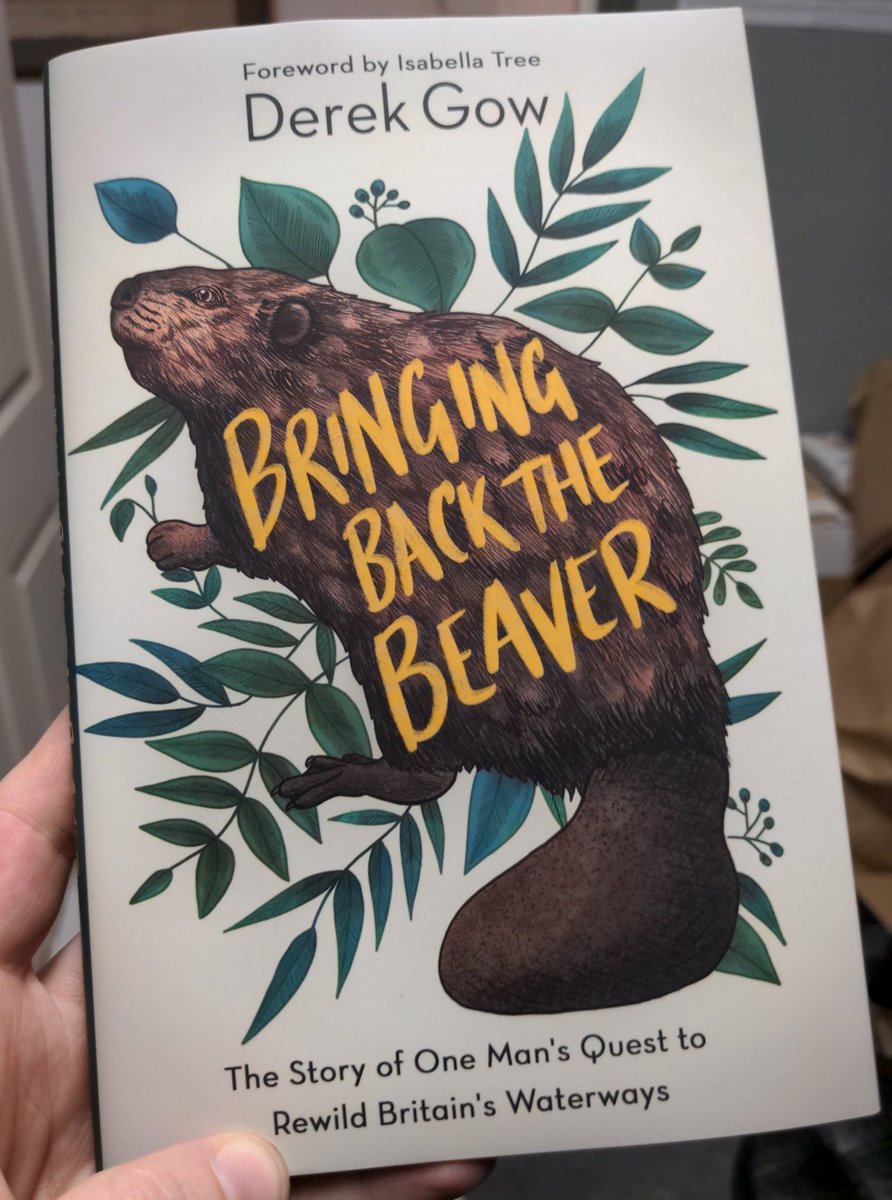 Foreword by Isabella Tree
Derek Gow
BRINGING
BACK THE
BEAVER
The Story of One Man's Quest to
Rewild Britain's Waterways